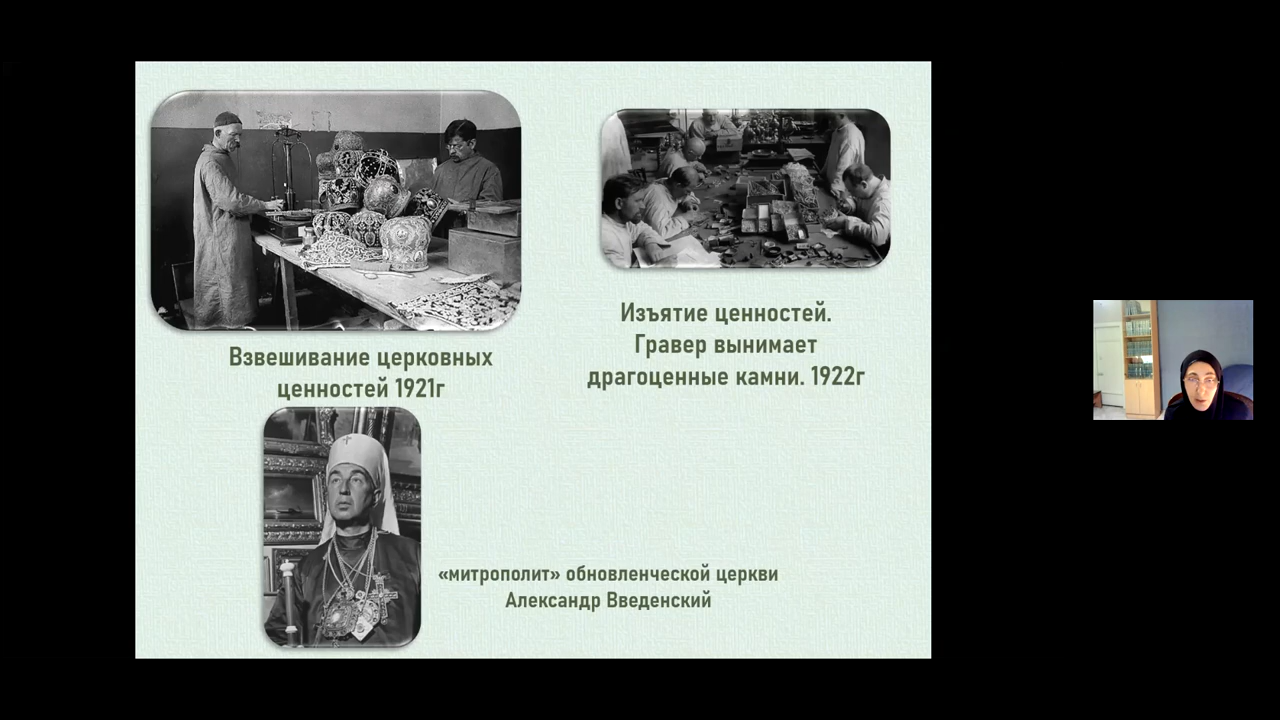 Взвешивание церковных
ценностей 1921г
Изъятие ценностей.
Гравер вынимает
драгоценные камни. 1922г
«митрополит» обновленческой церкви
Александр Введенский